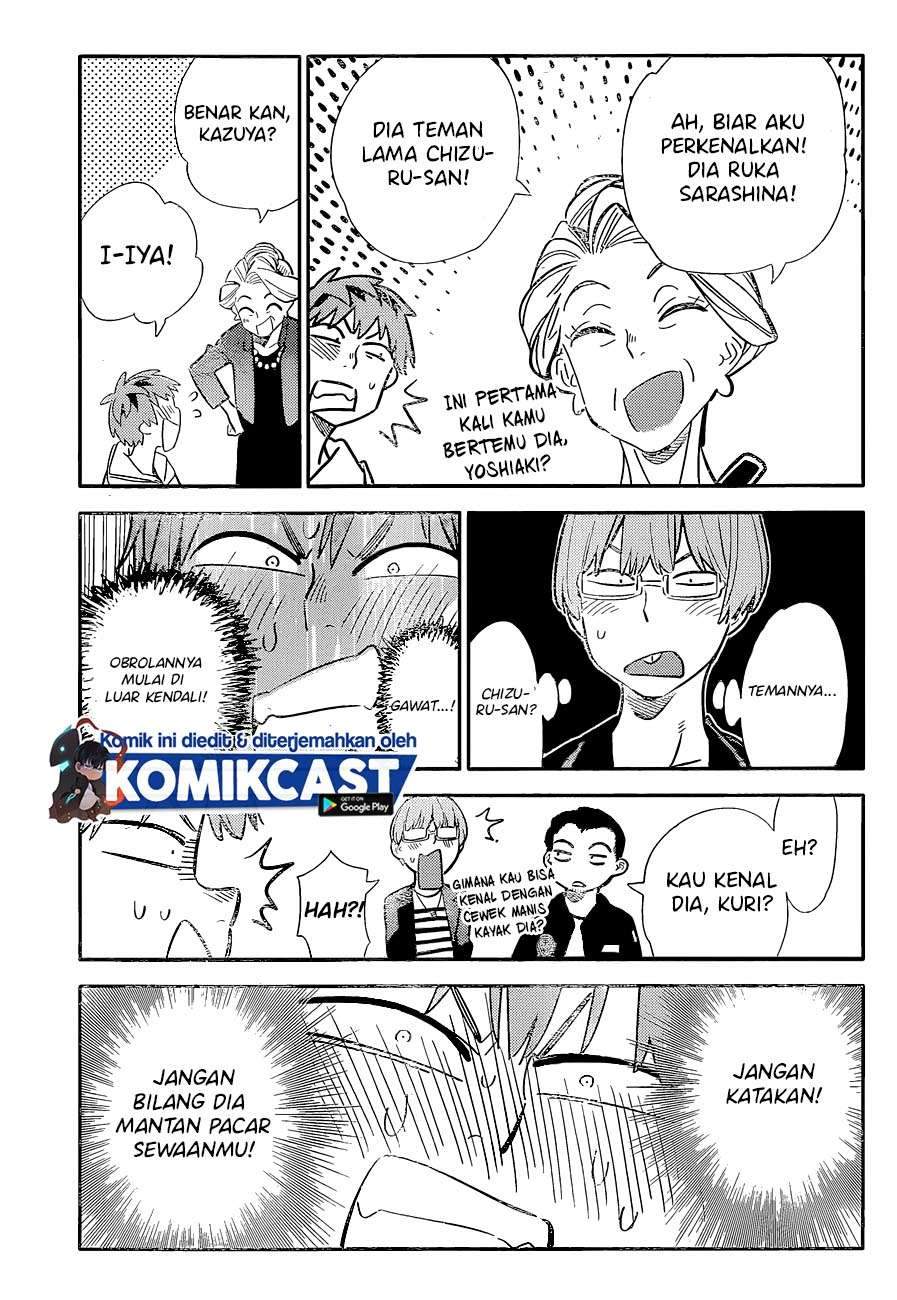 AH, BIAR AKU
PERKENALKAN!
DIA RUKA
SARASHINA!
DIA TEMAN
LAMA CHIZU-
RU-SAN!
INI PERTAMA
KALI KAMU
BERTEMU DIA,
YOSHIAKI?
BENAR KAN,
KAZUYA?
I-IYA!
TEMANNYA...
CHIZU-
RU-SAN?
GAWAT...!
OBROLANNYA
MULAI DI
LUAR KENDALI!
Komik ini diedit & diterjemahkan oleh
KOMIKCAST
GET IT ON
Google Play
EH?
KAU KENAL
DIA, KURI?
GIMANA KAU BISA
KENAL DENGAN
CEWEK MANIS
KAYAK DIA?
HAH?!
JANGAN
KATAKAN!
JANGAN
BILANG DIA
MANTAN PACAR
SEWAANMU!